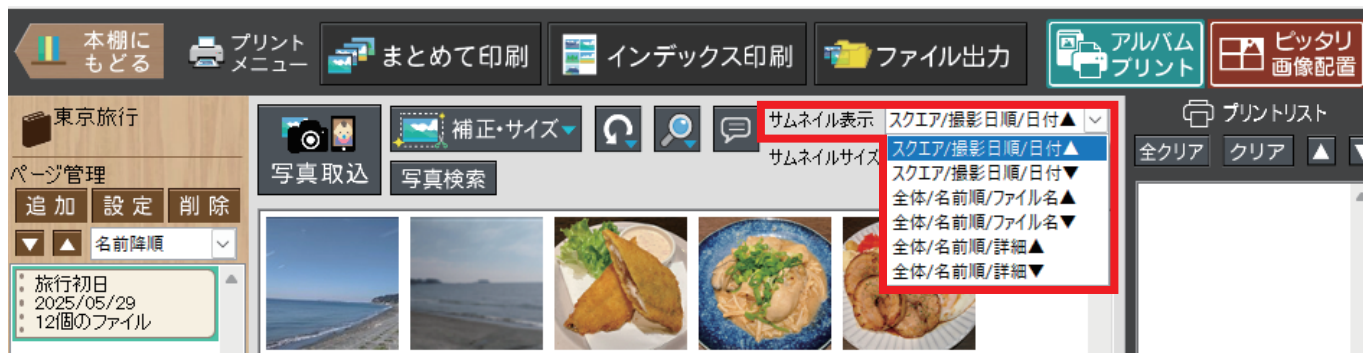 本棚に
もどる
プリント
メニュー
まとめて印刷
インデックス印刷
ファイル出力
アルバム
プリント
ピッタリ
画像配置
東京旅行
ページ管理
追加 設定 削除
▼ ▲ 名前降順
旅行初日
2025/05/29
12個のファイル
写真取込
補正・サイズ▼
写真検索
サムネイル表示 スクエア/撮影日順/日付▲
サムネイルサイズ
スクエア/撮影日順/日付▲
スクエア/撮影日順/日付▼
全体/名前順/ファイル名▲
全体/名前順/ファイル名▼
全体/名前順/詳細▲
全体/名前順/詳細▼
プリントリスト
全クリア クリア ▲ ▼